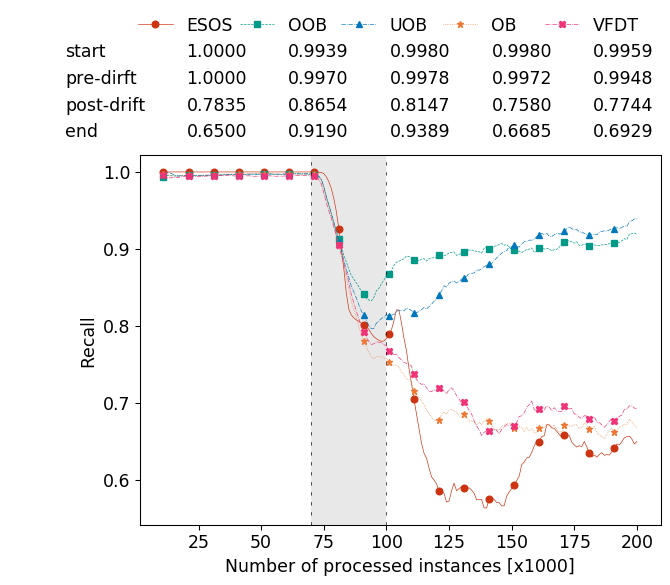 ESOS OOB UOB OB VFDT
start 1.0000 0.9939 0.9980 0.9980 0.9959
pre-dirft 1.0000 0.9970 0.9978 0.9972 0.9948
post-drift 0.7835 0.8654 0.8147 0.7580 0.7744
end 0.6500 0.9190 0.9389 0.6685 0.6929
1.0
0.9
0.8
0.7
0.6
Recall
25 50 75 100 125 150 175 200
Number of processed instances [x1000]